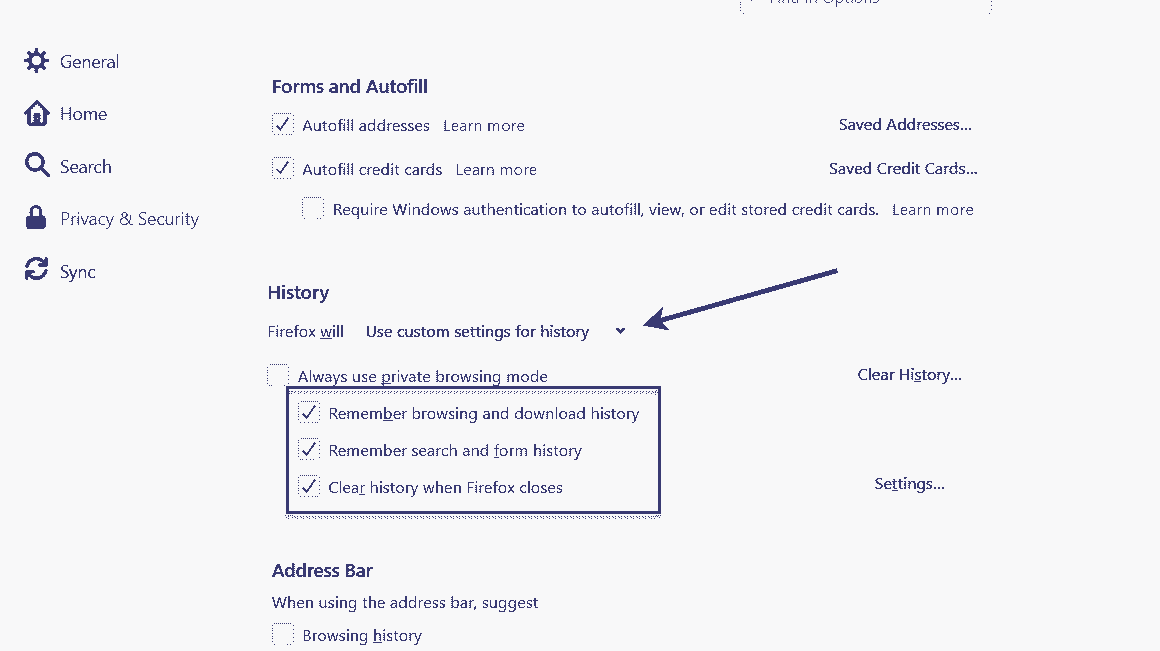 Find in Options
General
Home
Search
Privacy & Security
Sync
Forms and Autofill
Autofill addresses Learn more Saved Addresses...
Autofill credit cards Learn more Saved Credit Cards...
Require Windows authentication to autofill, view, or edit stored credit cards. Learn more
History
Firefox will Use custom settings for history
Always use private browsing mode Clear History...
Remember browsing and download history
Remember search and form history
Clear history when Firefox closes Settings...
Address Bar
When using the address bar, suggest
Browsing history